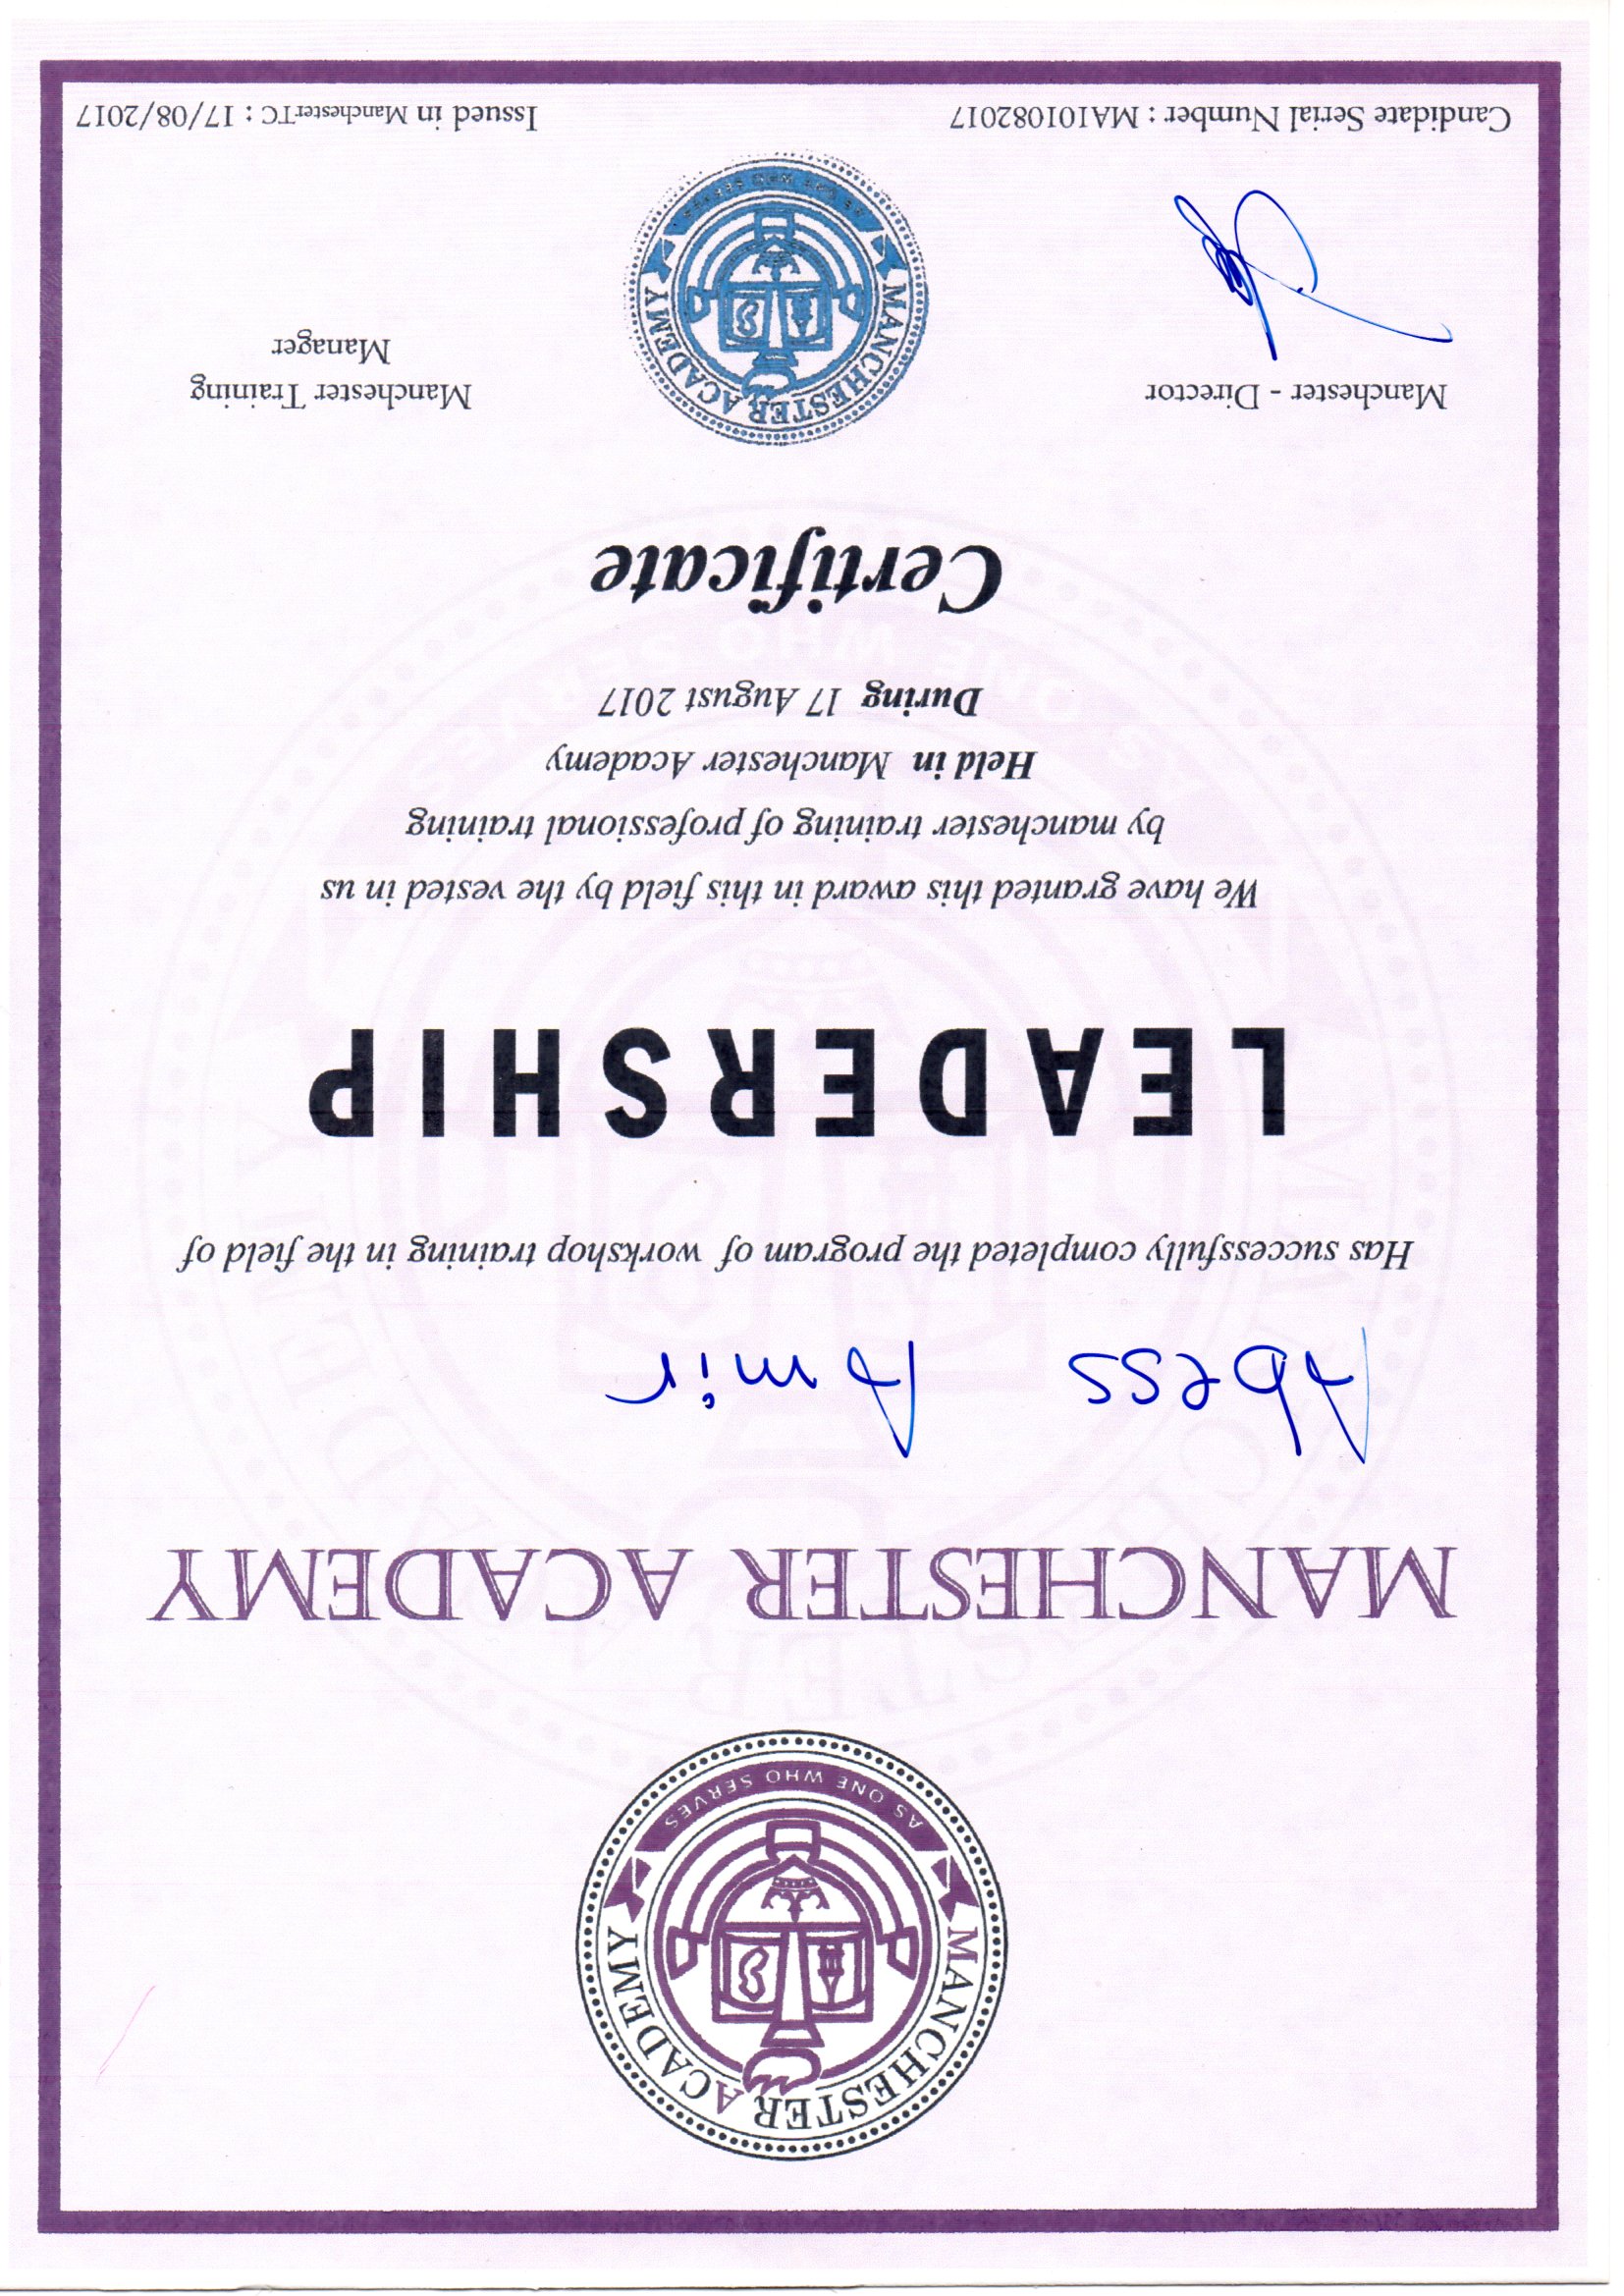 MANCHESTER ACADEMY
AS ONE WHO SERVES
MANCHESTER ACADEMY
Abess Amir
Has successfully completed the program of workshop training in the field of
LEADERSHIP
We have granted this award in this field by the vested in us
by manchester training of professional training
Held in Manchester Academy
During 17 August 2017
Certificate
Manchester - Director
MANCHESTER ACADEMY
AS ONE WHO SERVES
Manchester Training
Manager
Candidate Serial Number : MA101082017
Issued in ManchesterTC : 17/08/2017